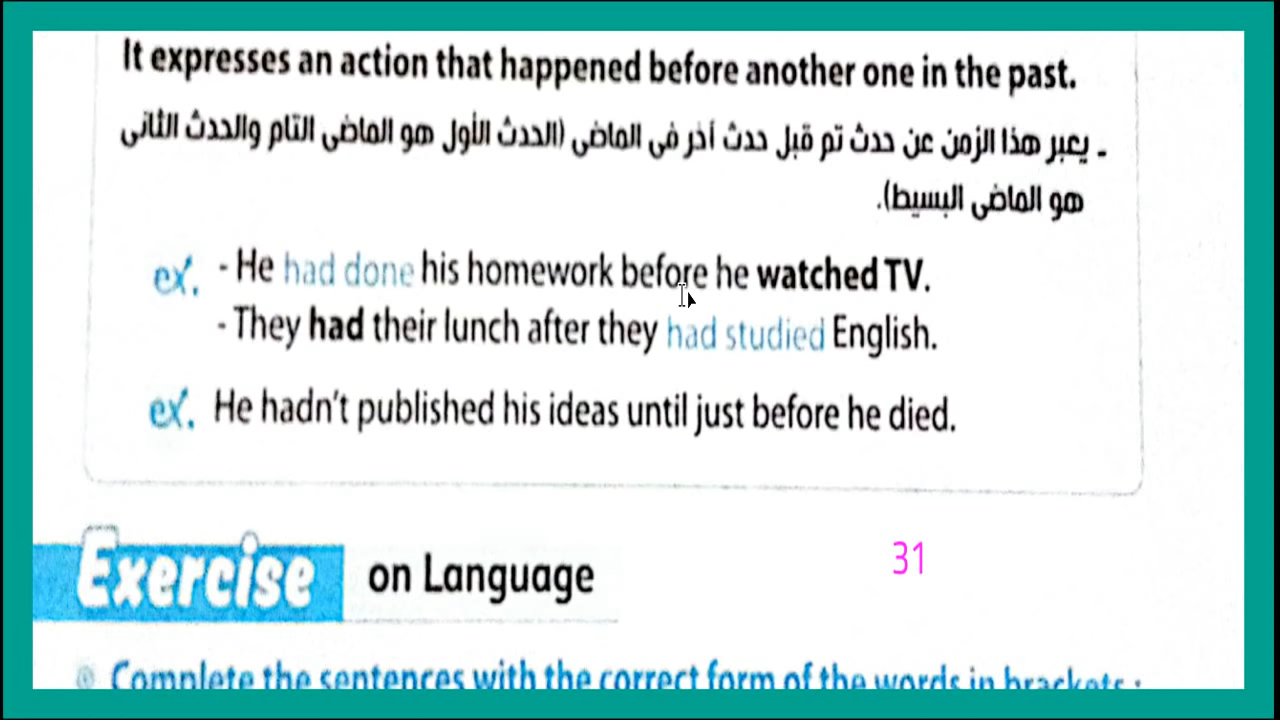 It expresses an action that happened before another one in the past.
- يعبر هذا الزمن عن حدث تم قبل حدث آخر فى الماضى (الحدث الأول هو الماضى التام والحدث الثانى
هو الماضى البسيط).
ex. - He had done his homework before he watched TV.
- They had their lunch after they had studied English.
ex. He hadn't published his ideas until just before he died.
31
Exercise on Language
Complete the sentences with the correct form of the words in brackets :